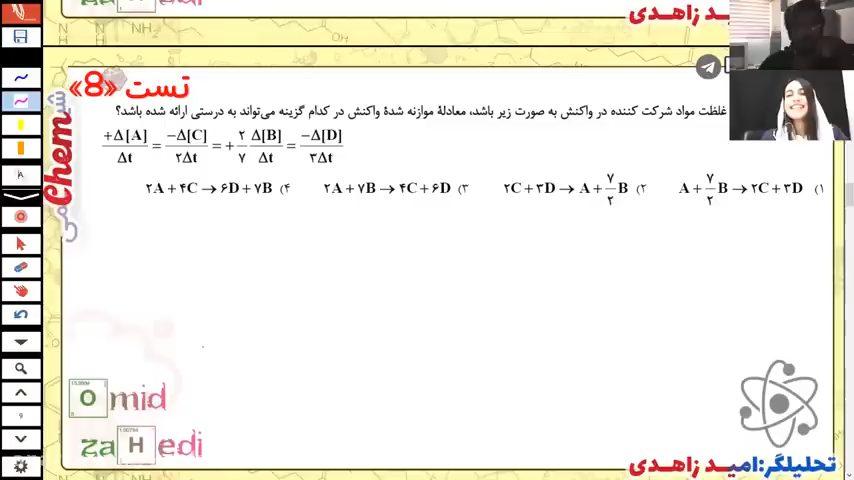 امید زاهدی
تست «8»
غلظت مواد شرکت کننده در واکنش به صورت زیر باشد، معادلهٔ موازنه شدهٔ واکنش در کدام گزینه می‌تواند به درستی ارائه شده باشد؟
+Δ[A]/Δt = −Δ[C]/۲Δt = +۲/۷ Δ[B]/Δt = −Δ[D]/۳Δt
۱) A + ۷/۲ B → ۲C + ۳D
۲) ۲C + ۳D → A + ۷/۲ B
۳) ۲A + ۷B → ۴C + ۶D
۴) ۲A + ۴C → ۶D + ۷B
شیمی Chem
Omid
zaHedi
تحلیلگر: امید زاهدی